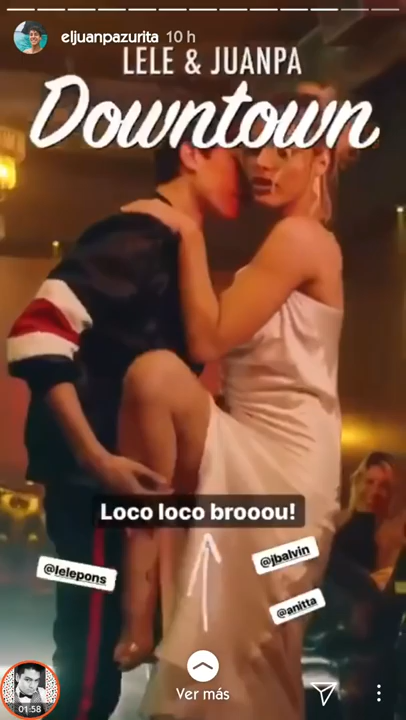 eljuanpazurita 10 h
LELE & JUANPA
Downtown
Loco loco brooou!
@lelepons
@jbalvin
@anitta
Ver más
01:58